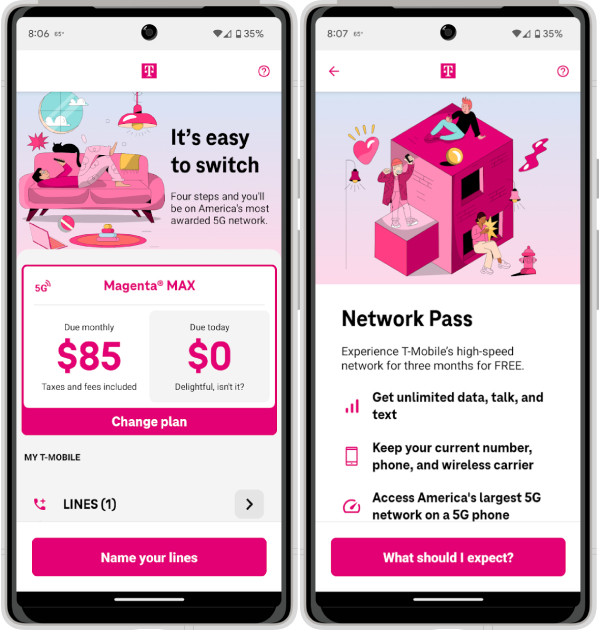 8:06 65° 35%
T
It's easy
to switch
Four steps and you'll
be on America's most
awarded 5G network.
5G
Magenta® MAX
Due monthly
$85
Taxes and fees included
Due today
$0
Delightful, isn't it?
Change plan
MY T-MOBILE
LINES (1)
Name your lines
8:07 65° 35%
T
Network Pass
Experience T-Mobile's high-speed
network for three months for FREE.
Get unlimited data, talk, and
text
Keep your current number,
phone, and wireless carrier
Access America's largest 5G
network on a 5G phone
What should I expect?